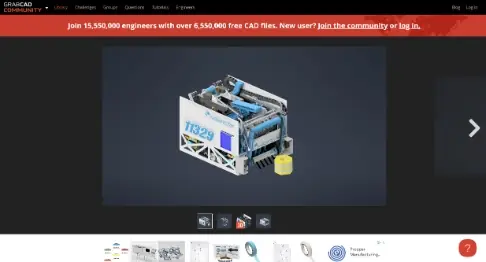 GRABCAD
COMMUNITY
Library Challenges Groups Questions Tutorials Engineers Blog Log in
Join 15,550,000 engineers with over 6,550,000 free CAD files. New user? Join the community or log in.
11329
?